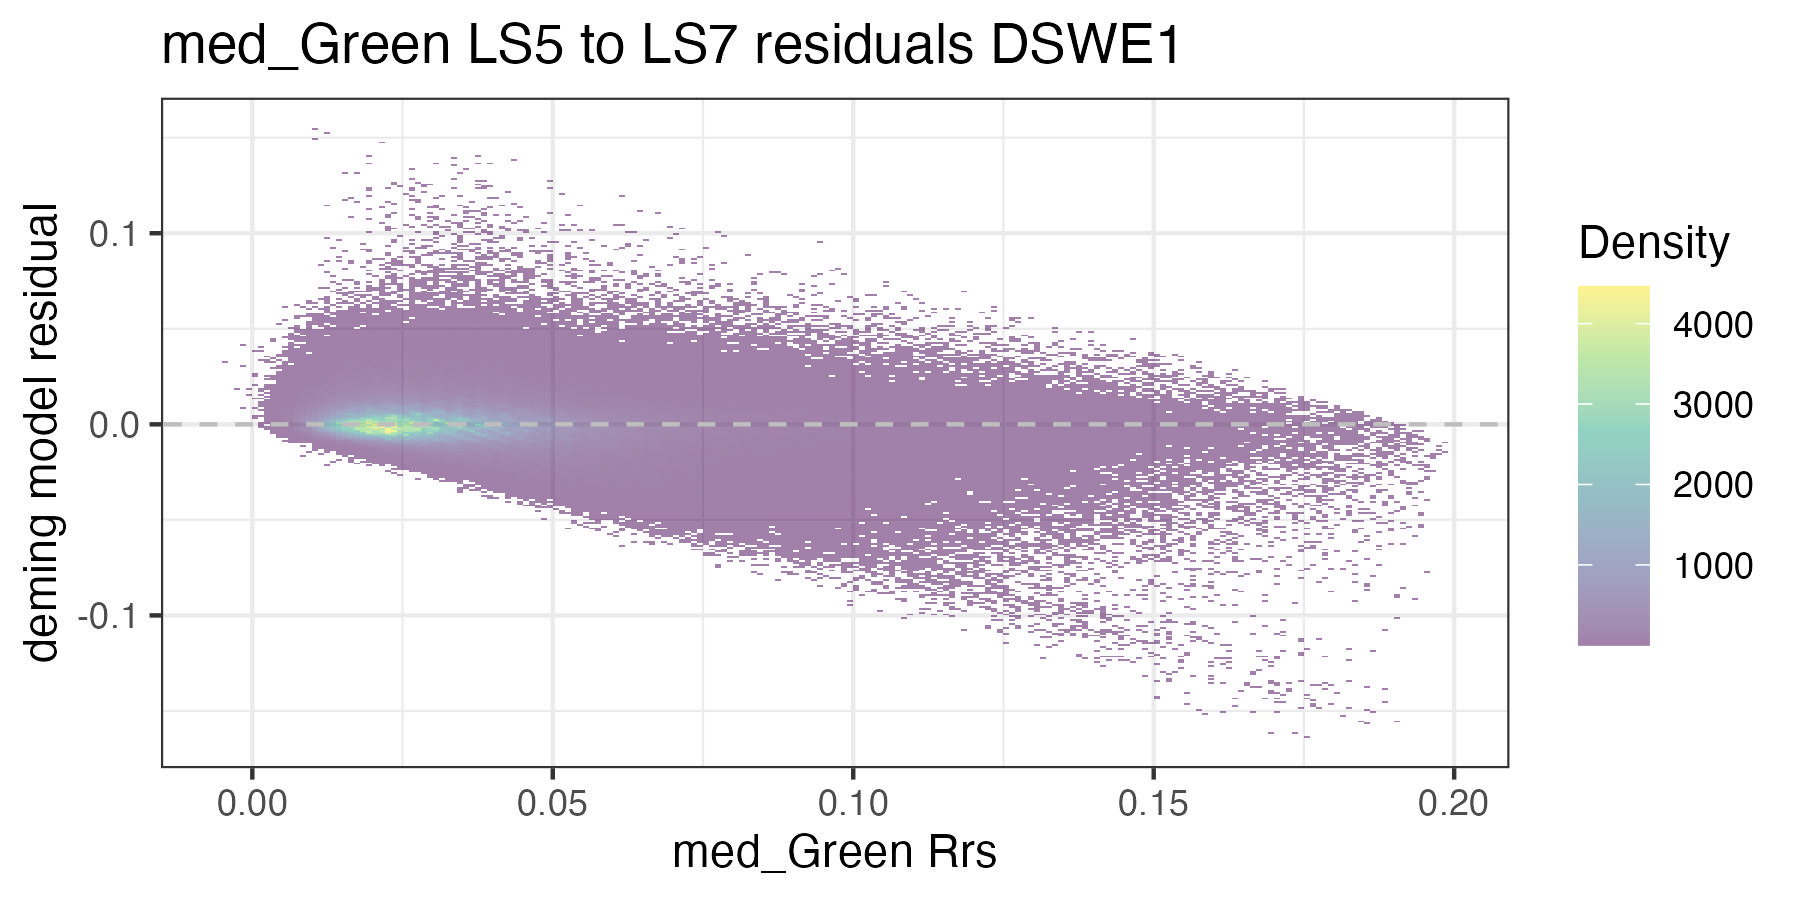 med_Green LS5 to LS7 residuals DSWE1
deming model residual
0.1
0.0
-0.1
0.00 0.05 0.10 0.15 0.20
med_Green Rrs
Density
4000
3000
2000
1000